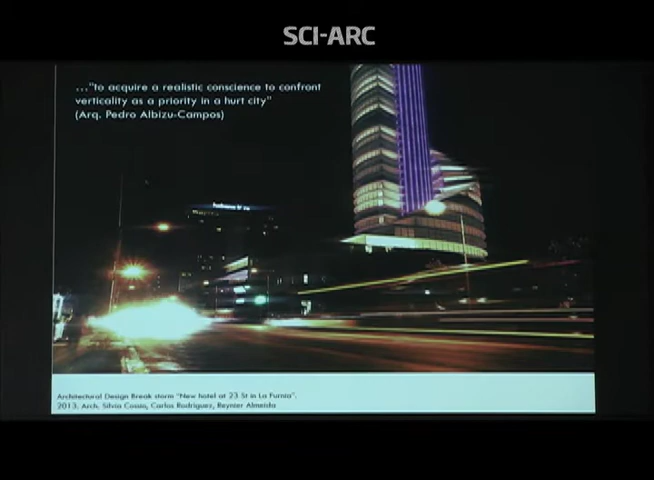 SCI-ARC
..."to acquire a realistic conscience to confront
verticality as a priority in a hurt city"
(Arq. Pedro Albizu-Campos)
Architectural Design Break storm "New hotel at 23 St in La Furnia".
2013, Arch. Silvia Cossio, Carlos Rodriguez, Reynier Almeida